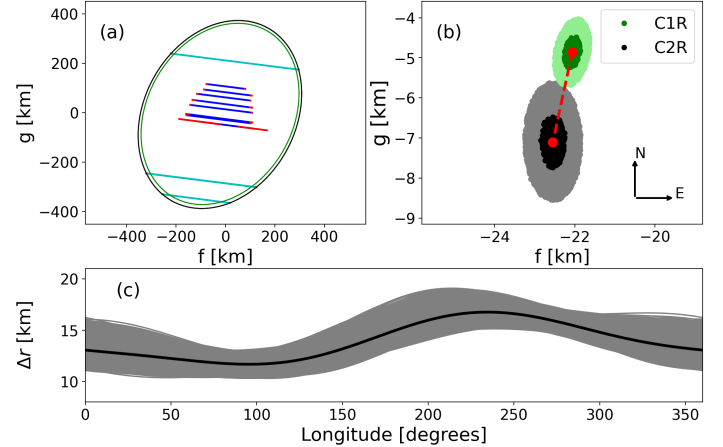 (a)
400
200
0
−200
−400
g [km]
−400 −200 0 200 400
f [km]
(b)
C1R
C2R
−4
−5
−6
−7
−8
−9
g [km]
N
E
−24 −22 −20
f [km]
(c)
20
15
10
Δr [km]
0 50 100 150 200 250 300 350
Longitude [degrees]